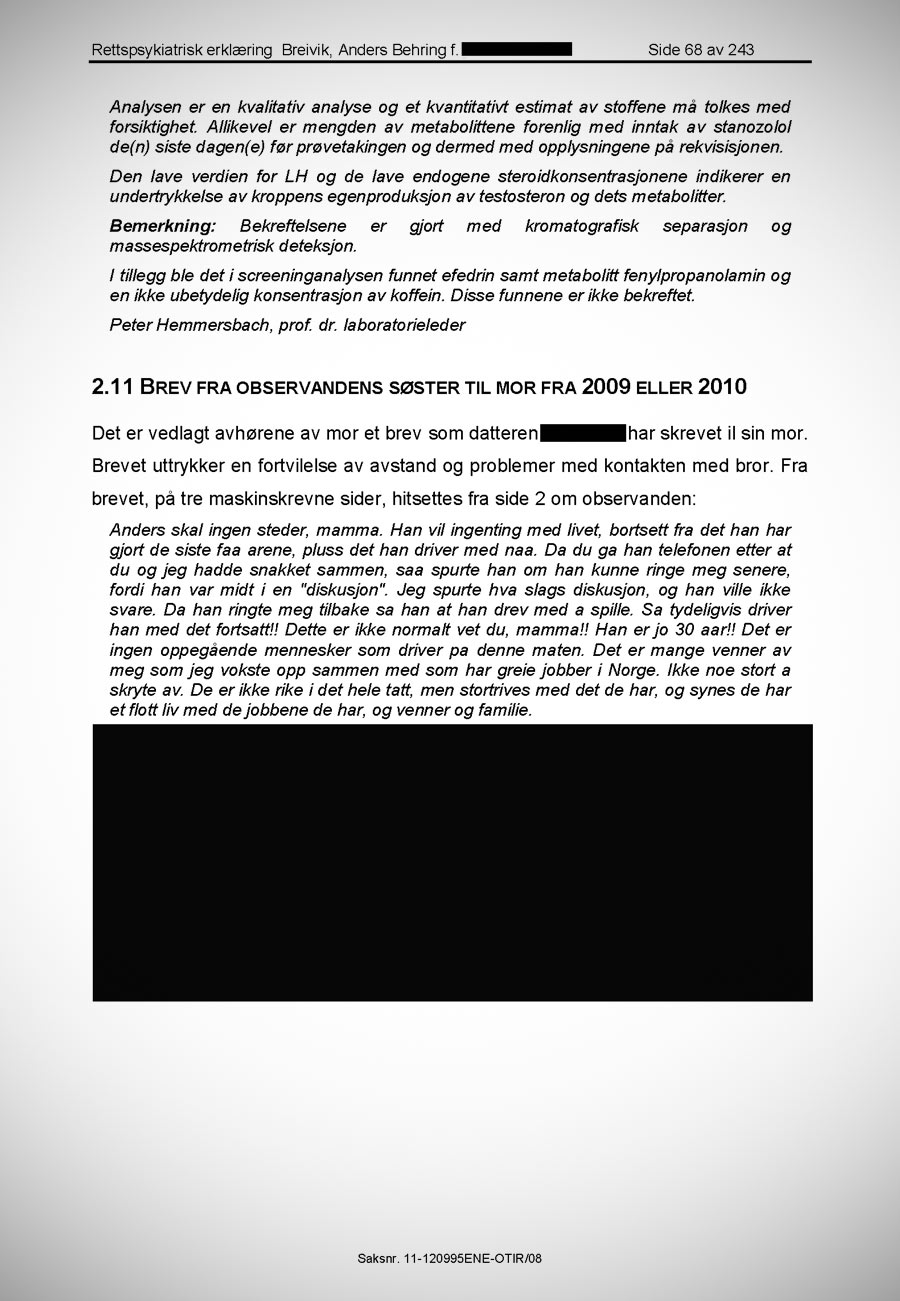 Rettspsykiatrisk erklæring Breivik, Anders Behring f. Side 68 av 243
Analysen er en kvalitativ analyse og et kvantitativt estimat av stoffene må tolkes med
forsiktighet. Allikevel er mengden av metabolittene forenlig med inntak av stanozolol
de(n) siste dagen(e) før prøvetakingen og dermed med opplysningene på rekvisisjonen.
Den lave verdien for LH og de lave endogene steroidkonsentrasjonene indikerer en
undertrykkelse av kroppens egenproduksjon av testosteron og dets metabolitter.
Bemerkning: Bekreftelsene er gjort med kromatografisk separasjon og
massespektrometrisk deteksjon.
I tillegg ble det i screeninganalysen funnet efedrin samt metabolitt fenylpropanolamin og
en ikke ubetydelig konsentrasjon av koffein. Disse funnene er ikke bekreftet.
Peter Hemmersbach, prof. dr. laboratorieleder
2.11 BREV FRA OBSERVANDENS SØSTER TIL MOR FRA 2009 ELLER 2010
Det er vedlagt avhørene av mor et brev som datteren har skrevet il sin mor.
Brevet uttrykker en fortvilelse av avstand og problemer med kontakten med bror. Fra
brevet, på tre maskinskrevne sider, hitsettes fra side 2 om observanden:
Anders skal ingen steder, mamma. Han vil ingenting med livet, bortsett fra det han har
gjort de siste faa arene, pluss det han driver med naa. Da du ga han telefonen etter at
du og jeg hadde snakket sammen, saa spurte han om han kunne ringe meg senere,
fordi han var midt i en "diskusjon". Jeg spurte hva slags diskusjon, og han ville ikke
svare. Da han ringte meg tilbake sa han at han drev med a spille. Sa tydeligvis driver
han med det fortsatt!! Dette er ikke normalt vet du, mamma!! Han er jo 30 aar!! Det er
ingen oppegående mennesker som driver pa denne maten. Det er mange venner av
meg som jeg vokste opp sammen med som har greie jobber i Norge. Ikke noe stort a
skryte av. De er ikke rike i det hele tatt, men stortrives med det de har, og synes de har
et flott liv med de jobbene de har, og venner og familie.
Saksnr. 11-120995ENE-OTIR/08